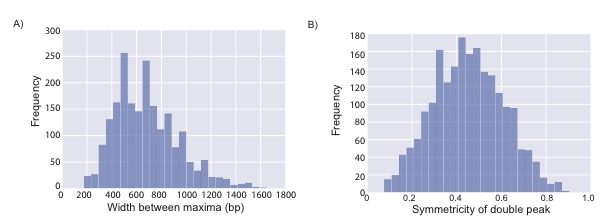 A)
300
250
200
150
100
50
0
Frequency
0 200 400 600 800 1000 1200 1400 1600 1800
Width between maxima (bp)
B)
180
160
140
120
100
80
60
40
20
0
Frequency
0 0.2 0.4 0.6 0.8 1.0
Symmetricity of double peak